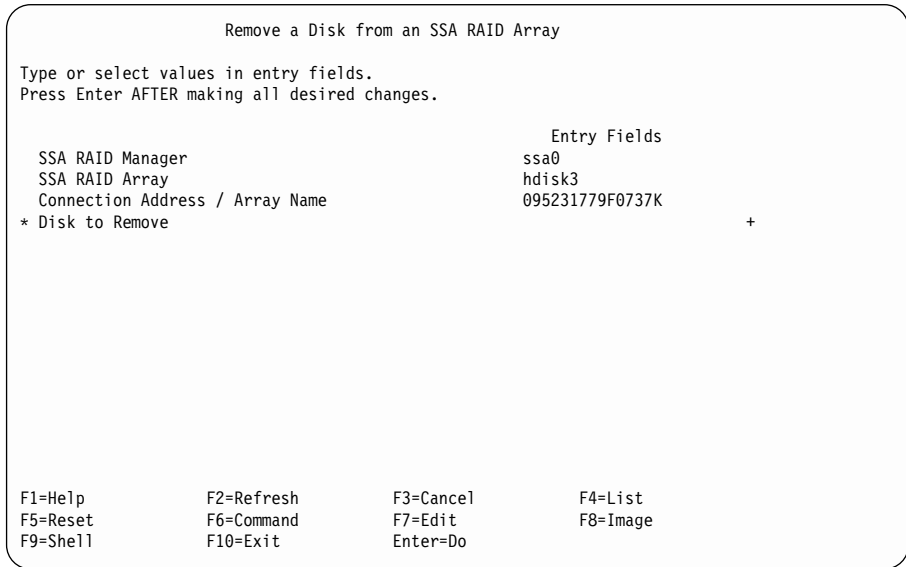 Remove a Disk from an SSA RAID Array
Type or select values in entry fields.
Press Enter AFTER making all desired changes.
Entry Fields
SSA RAID Manager ssa0
SSA RAID Array hdisk3
Connection Address / Array Name 095231779F0737K
* Disk to Remove +
F1=Help F2=Refresh F3=Cancel F4=List
F5=Reset F6=Command F7=Edit F8=Image
F9=Shell F10=Exit Enter=Do